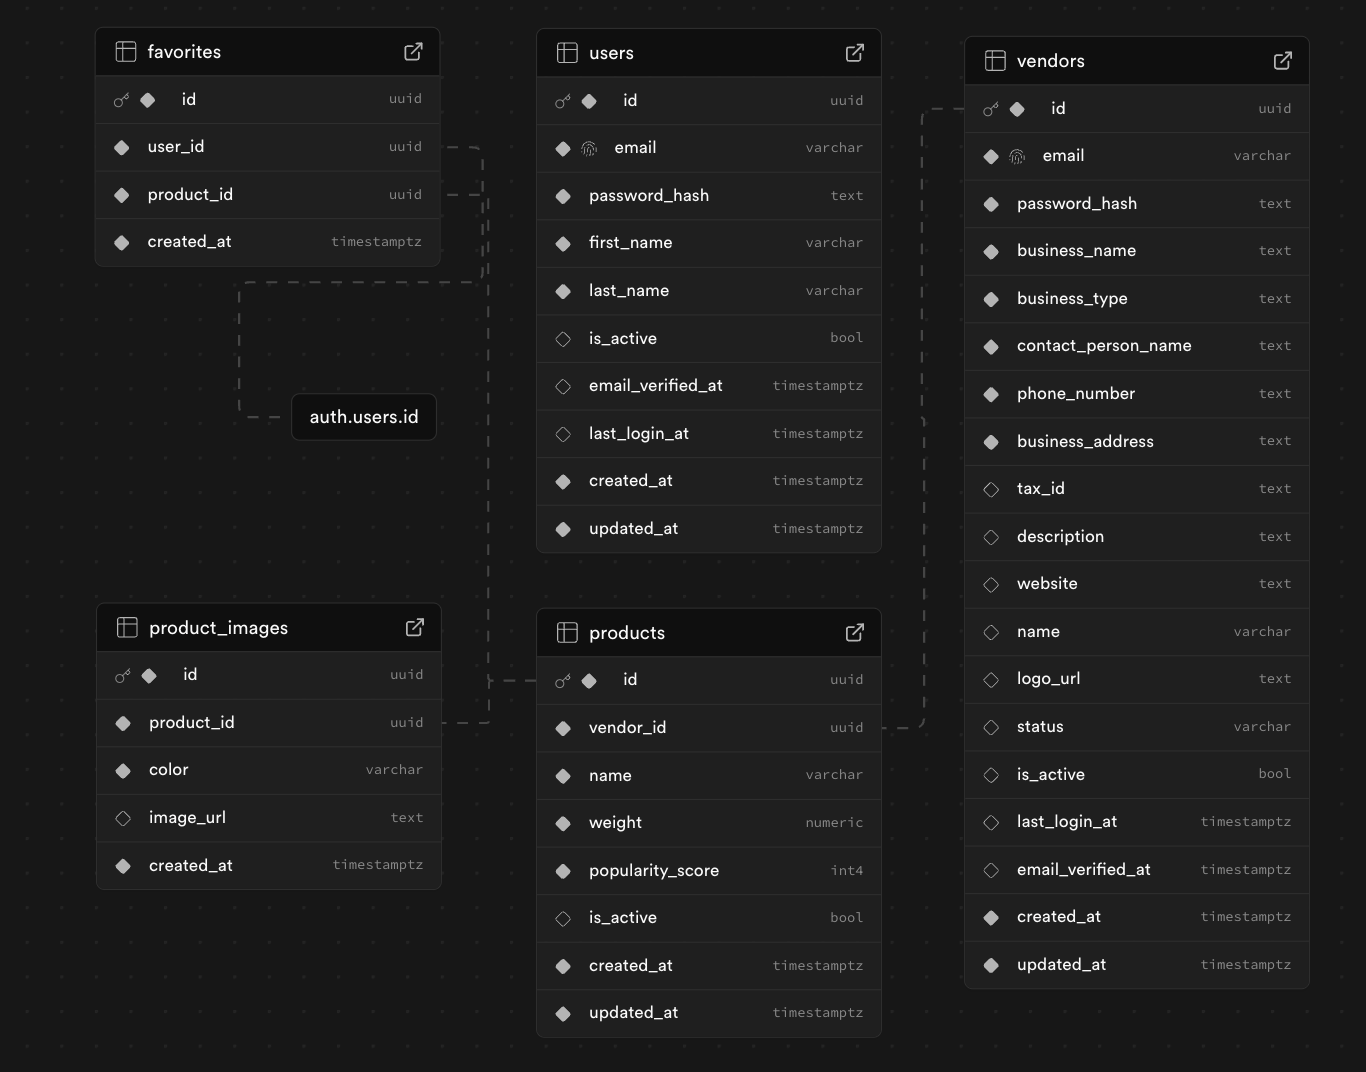 favorites
id uuid
user_id uuid
product_id uuid
created_at timestamptz
users
id uuid
email varchar
password_hash text
first_name varchar
last_name varchar
is_active bool
email_verified_at timestamptz
last_login_at timestamptz
created_at timestamptz
updated_at timestamptz
vendors
id uuid
email varchar
password_hash text
business_name text
business_type text
contact_person_name text
phone_number text
business_address text
tax_id text
description text
website text
name varchar
logo_url text
status varchar
is_active bool
last_login_at timestamptz
email_verified_at timestamptz
created_at timestamptz
updated_at timestamptz
auth.users.id
product_images
id uuid
product_id uuid
color varchar
image_url text
created_at timestamptz
products
id uuid
vendor_id uuid
name varchar
weight numeric
popularity_score int4
is_active bool
created_at timestamptz
updated_at timestamptz